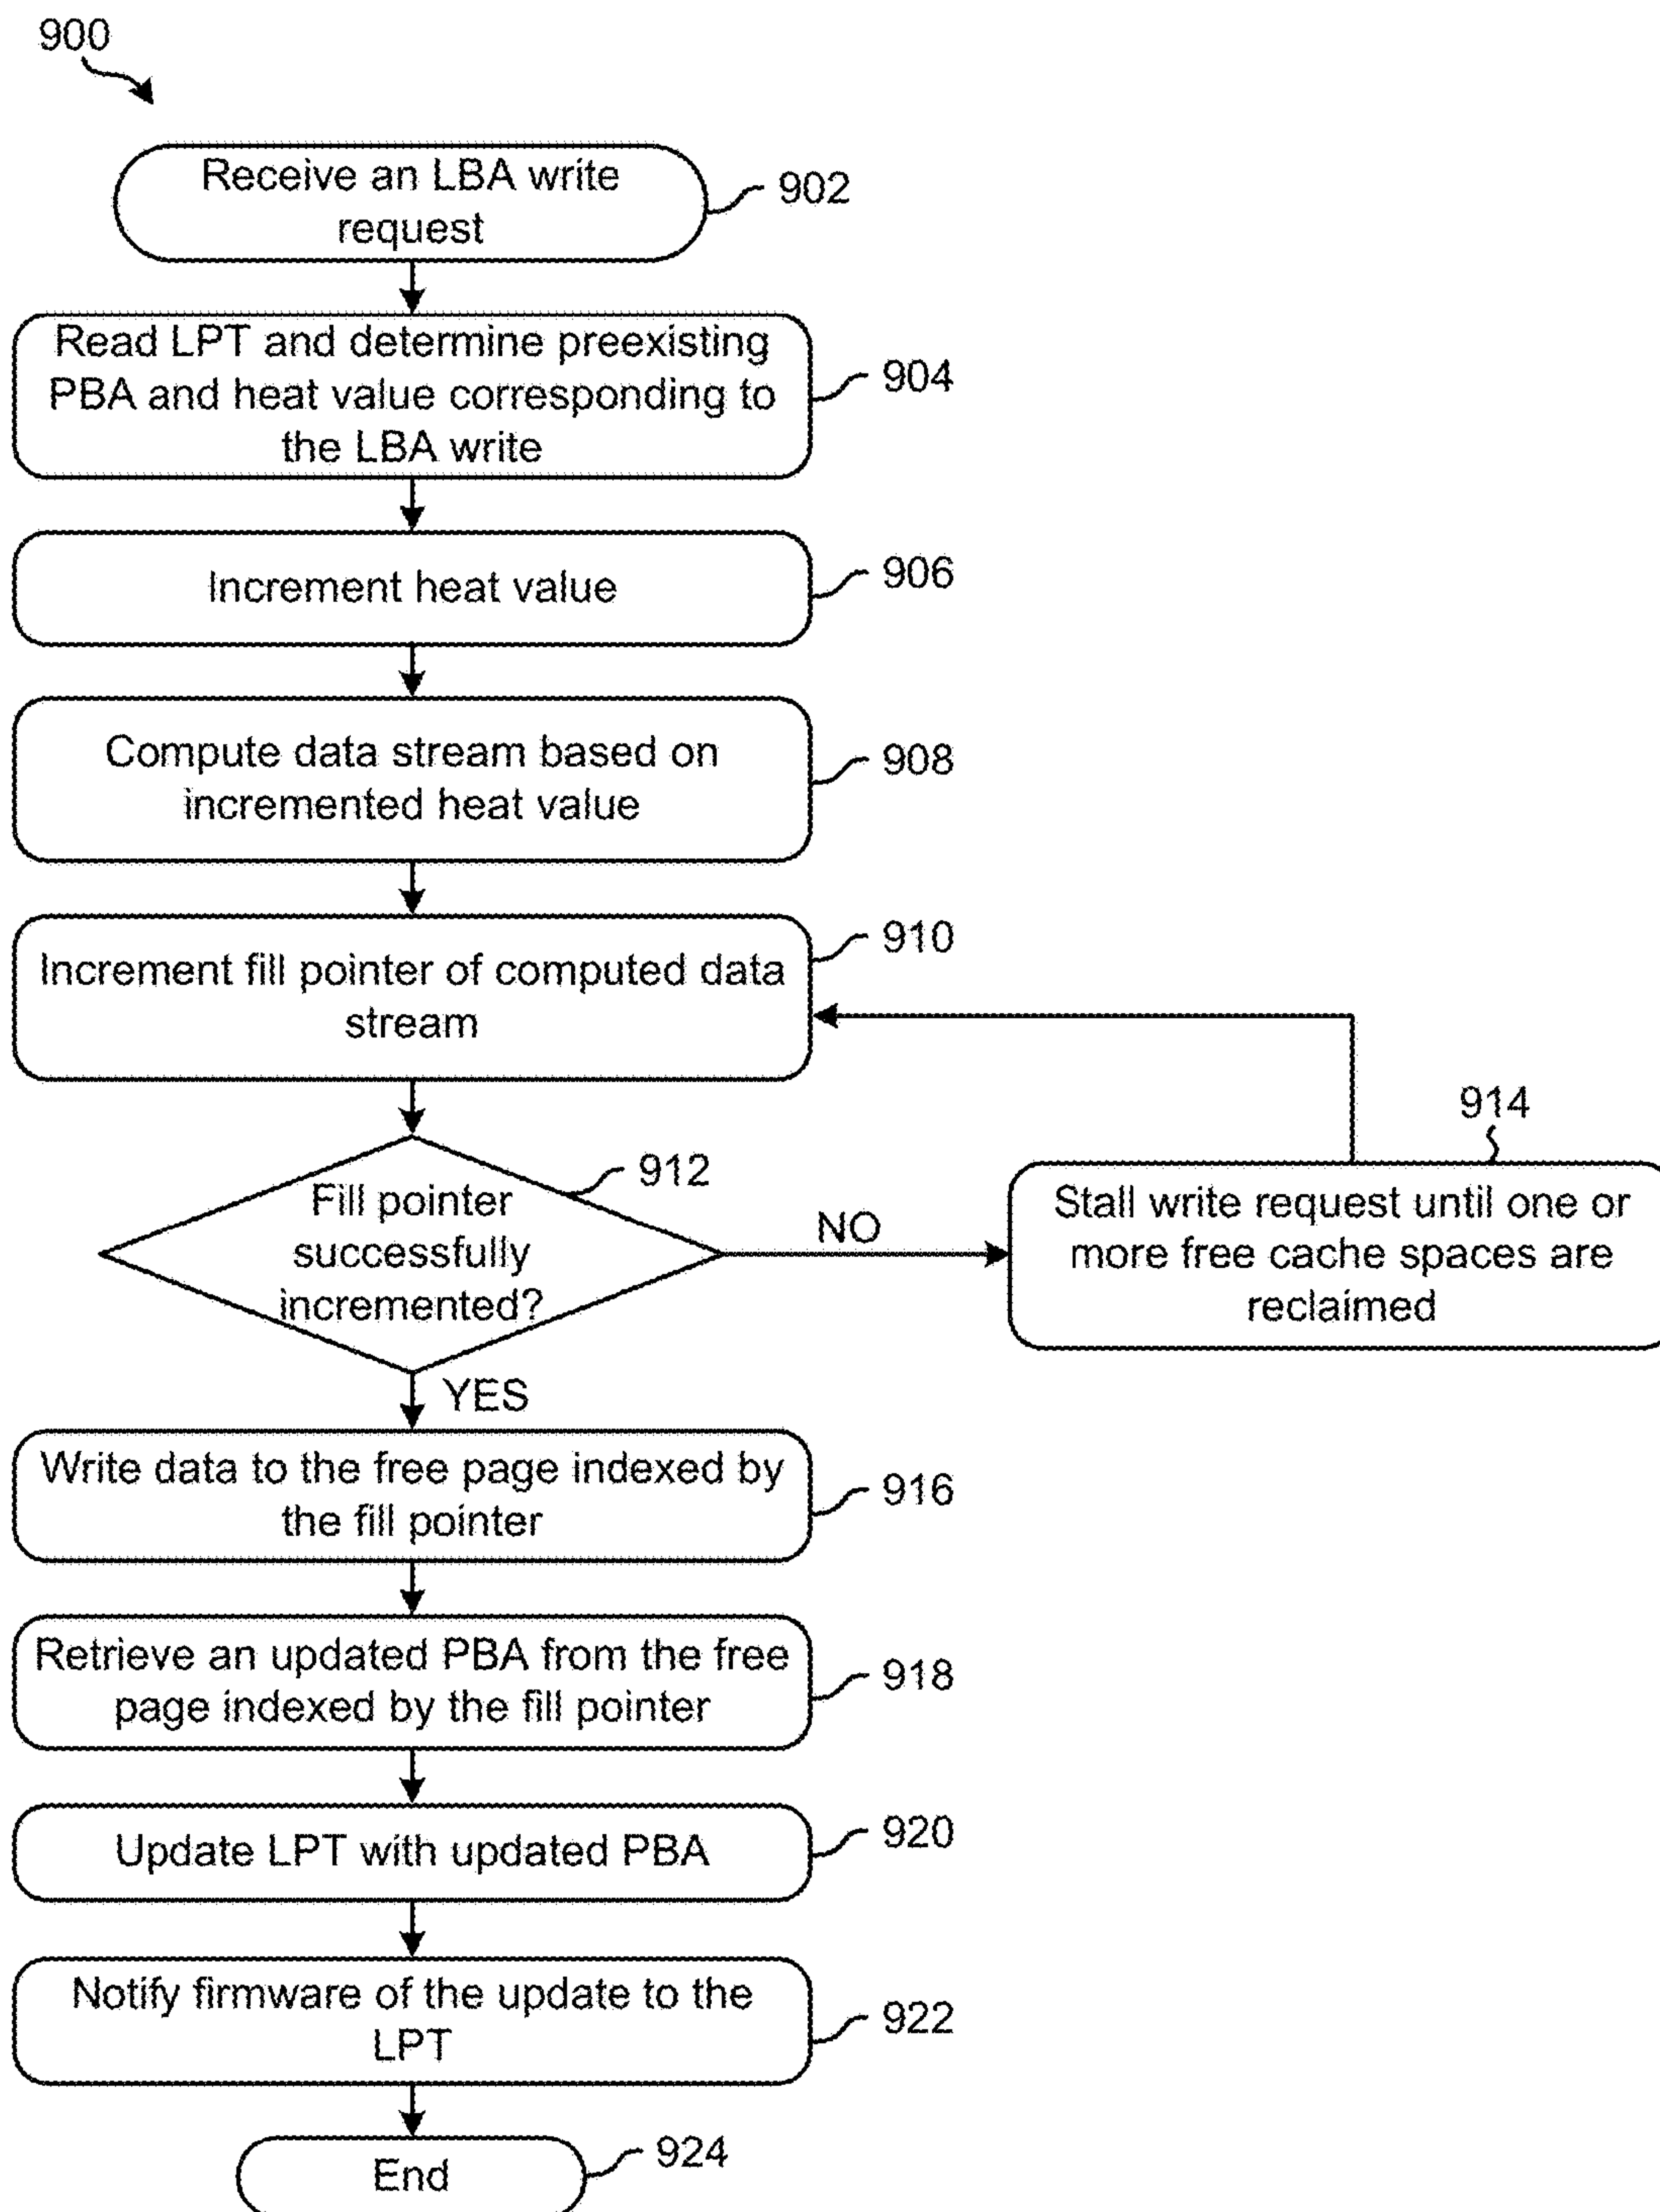 900
Receive an LBA write
request
902
Read LPT and determine preexisting
PBA and heat value corresponding to
the LBA write
904
Increment heat value
906
Compute data stream based on
incremented heat value
908
Increment fill pointer of computed data
stream
910
Fill pointer
successfully
incremented?
912
NO
914
Stall write request until one or
more free cache spaces are
reclaimed
YES
Write data to the free page indexed by
the fill pointer
916
Retrieve an updated PBA from the free
page indexed by the fill pointer
918
Update LPT with updated PBA
920
Notify firmware of the update to the
LPT
922
End
924